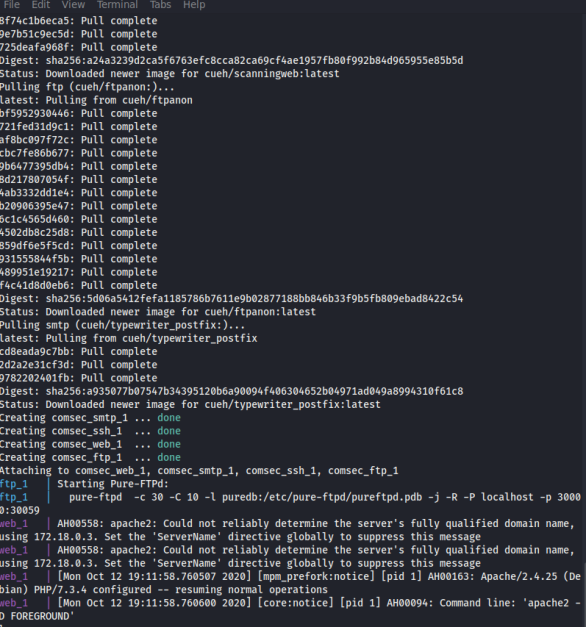 File Edit View Terminal Tabs Help
8f74c1b6eca5: Pull complete
9e7b51c9ec5d: Pull complete
725deafa968f: Pull complete
Digest: sha256:a24a3239d2ca5f6763efc8cca82ca69cf4ae1957fb80f992b84d965955e85b5d
Status: Downloaded newer image for cueh/scanningweb:latest
Pulling ftp (cueh/ftpanon:)...
latest: Pulling from cueh/ftpanon
bf5952930446: Pull complete
721fed31d9c1: Pull complete
af8bc097f72c: Pull complete
cbc7fe86b677: Pull complete
9b6477395db4: Pull complete
8d217807054f: Pull complete
4ab3332dd1e4: Pull complete
b20906395e47: Pull complete
6c1c4565d460: Pull complete
4502db8c25d8: Pull complete
859df6e5f5cd: Pull complete
931555844f5b: Pull complete
489951e19217: Pull complete
f4c41d8d0eb6: Pull complete
Digest: sha256:5d06a5412fefa1185786b7611e9b02877188bb846b33f9b5fb809ebad8422c54
Status: Downloaded newer image for cueh/ftpanon:latest
Pulling smtp (cueh/typewriter_postfix:)...
latest: Pulling from cueh/typewriter_postfix
cd8eada9c7bb: Pull complete
2d2a2e31cf3d: Pull complete
9782202401fb: Pull complete
Digest: sha256:a935077b07547b34395120b6a90094f406304652b04971ad049a8994310f61c8
Status: Downloaded newer image for cueh/typewriter_postfix:latest
Creating comsec_smtp_1 ... done
Creating comsec_ssh_1 ... done
Creating comsec_web_1 ... done
Creating comsec_ftp_1 ... done
Attaching to comsec_web_1, comsec_smtp_1, comsec_ssh_1, comsec_ftp_1
ftp_1 | Starting Pure-FTPd:
ftp_1 | pure-ftpd -c 30 -C 10 -l puredb:/etc/pure-ftpd/pureftpd.pdb -j -R -P localhost -p 3000
0:30059
web_1 | AH00558: apache2: Could not reliably determine the server's fully qualified domain name,
using 172.18.0.3. Set the 'ServerName' directive globally to suppress this message
web_1 | AH00558: apache2: Could not reliably determine the server's fully qualified domain name,
using 172.18.0.3. Set the 'ServerName' directive globally to suppress this message
web_1 | [Mon Oct 12 19:11:58.760507 2020] [mpm_prefork:notice] [pid 1] AH00163: Apache/2.4.25 (De
bian) PHP/7.3.4 configured -- resuming normal operations
web_1 | [Mon Oct 12 19:11:58.760600 2020] [core:notice] [pid 1] AH00094: Command line: 'apache2 -
D FOREGROUND'